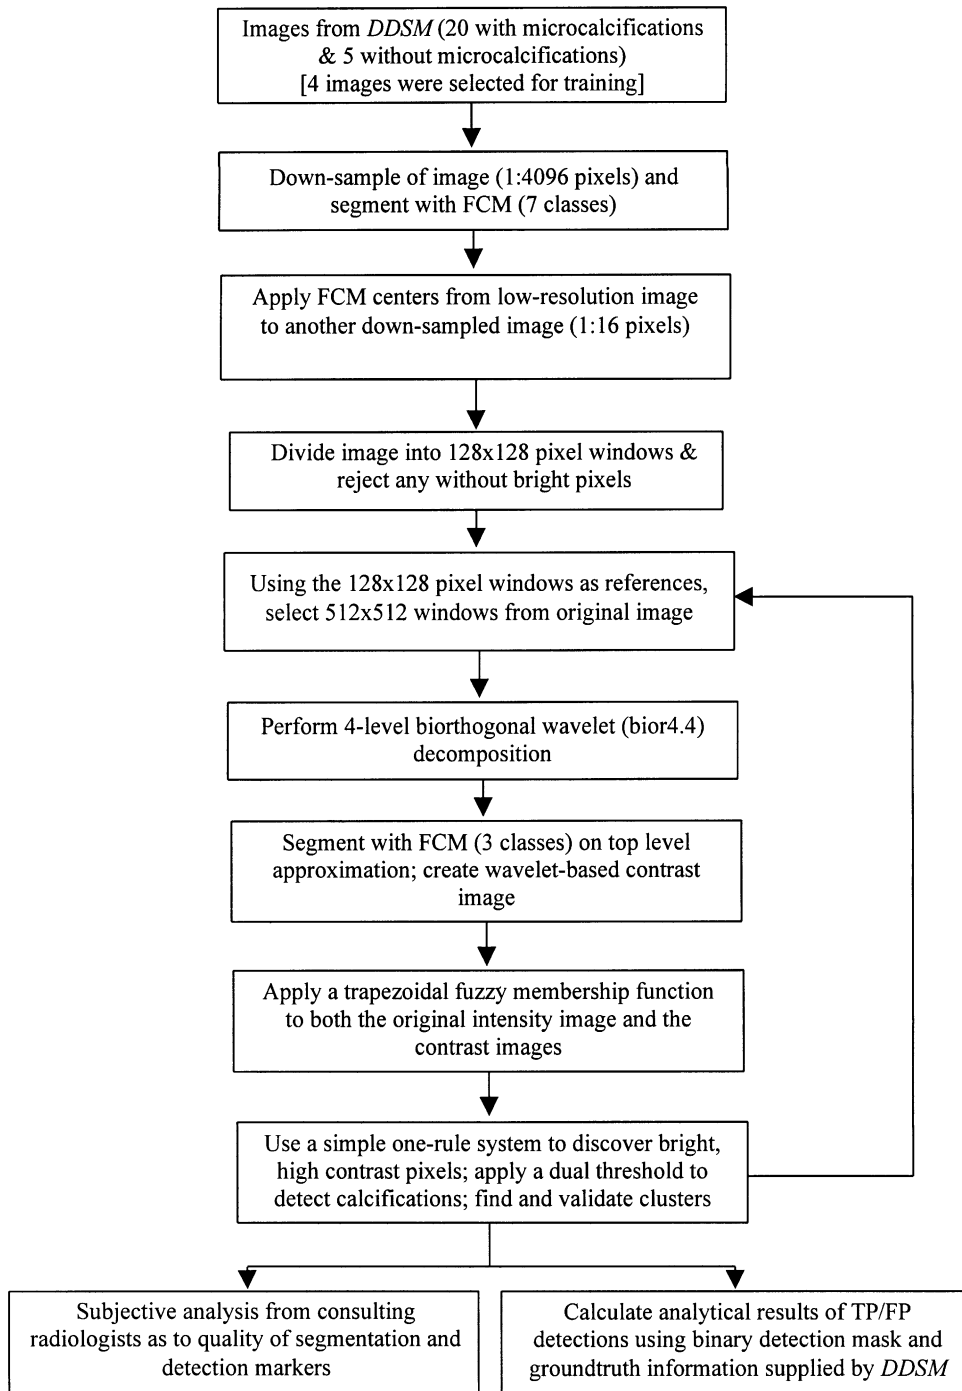 Images from DDSM (20 with microcalcifications
& 5 without microcalcifications)
[4 images were selected for training]
Down-sample of image (1:4096 pixels) and
segment with FCM (7 classes)
Apply FCM centers from low-resolution image
to another down-sampled image (1:16 pixels)
Divide image into 128x128 pixel windows &
reject any without bright pixels
Using the 128x128 pixel windows as references,
select 512x512 windows from original image
Perform 4-level biorthogonal wavelet (bior4.4)
decomposition
Segment with FCM (3 classes) on top level
approximation; create wavelet-based contrast
image
Apply a trapezoidal fuzzy membership function
to both the original intensity image and the
contrast images
Use a simple one-rule system to discover bright,
high contrast pixels; apply a dual threshold to
detect calcifications; find and validate clusters
Subjective analysis from consulting
radiologists as to quality of segmentation and
detection markers
Calculate analytical results of TP/FP
detections using binary detection mask and
groundtruth information supplied by DDSM